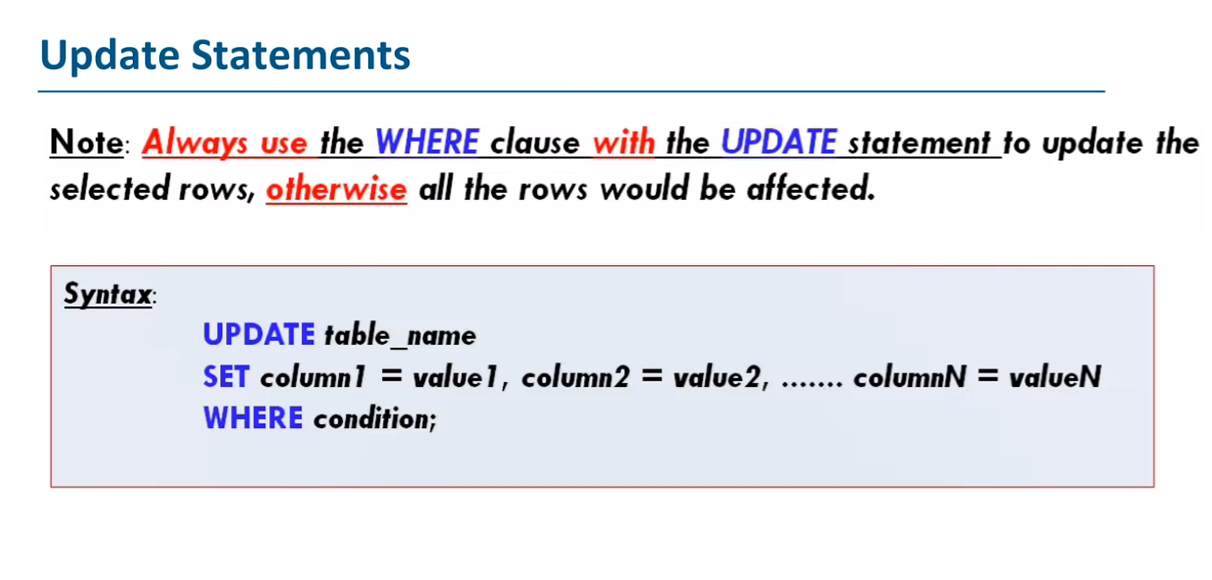 Update Statements
Note: Always use the WHERE clause with the UPDATE statement to update the
selected rows, otherwise all the rows would be affected.
Syntax:
UPDATE table_name
SET column1 = value1, column2 = value2, ....... columnN = valueN
WHERE condition;